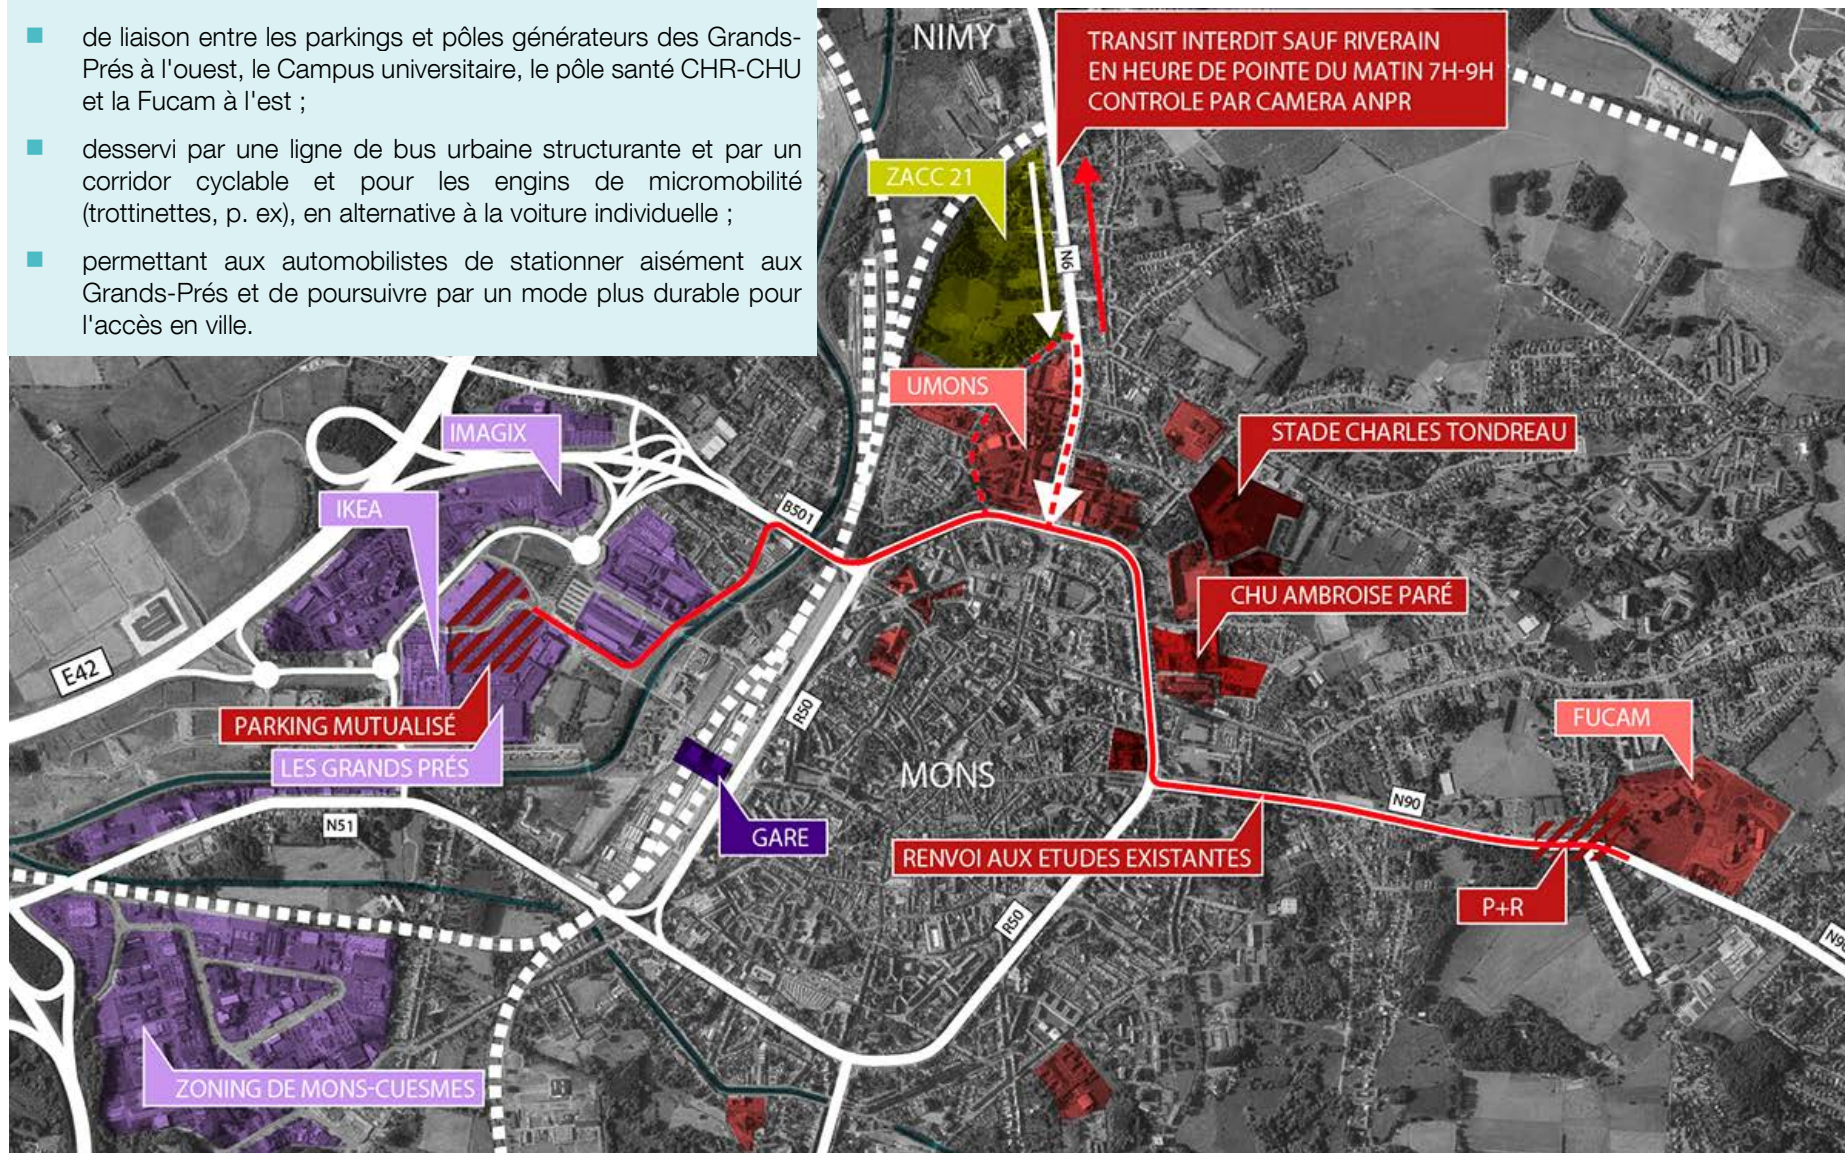 de liaison entre les parkings et pôles générateurs des Grands-
Prés à l'ouest, le Campus universitaire, le pôle santé CHR-CHU
et la Fucam à l'est ;
desservi par une ligne de bus urbaine structurante et par un
corridor cyclable et pour les engins de micromobilité
(trottinettes, p. ex), en alternative à la voiture individuelle ;
permettant aux automobilistes de stationner aisément aux
Grands-Prés et de poursuivre par un mode plus durable pour
l'accès en ville.
NIMY
TRANSIT INTERDIT SAUF RIVERAIN
EN HEURE DE POINTE DU MATIN 7H-9H
CONTROLE PAR CAMERA ANPR
ZACC 21
N6
UMONS
IMAGIX
STADE CHARLES TONDREAU
IKEA
B501
CHU AMBROISE PARÉ
E42
PARKING MUTUALISÉ
R50
FUCAM
LES GRANDS PRÉS
MONS
N90
N51
GARE
RENVOI AUX ETUDES EXISTANTES
P+R
R50
ZONING DE MONS-CUESMES